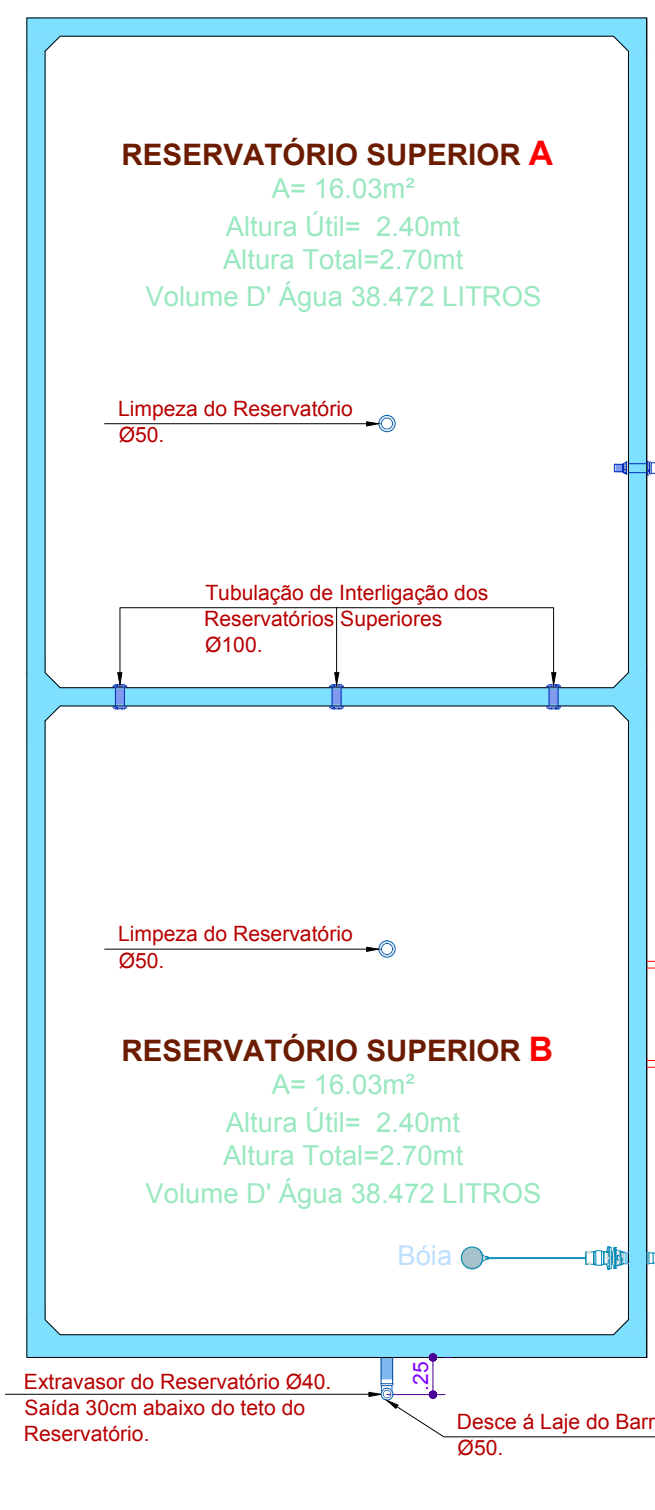 RESERVATÓRIO SUPERIOR A
A= 16.03m²
Altura Útil= 2.40mt
Altura Total=2.70mt
Volume D' Água 38.472 LITROS
Limpeza do Reservatório
Ø50.
Tubulação de Interligação dos
Reservatórios Superiores
Ø100.
Limpeza do Reservatório
Ø50.
RESERVATÓRIO SUPERIOR B
A= 16.03m²
Altura Útil= 2.40mt
Altura Total=2.70mt
Volume D' Água 38.472 LITROS
Bóia
.25
Extravasor do Reservatório Ø40.
Saída 30cm abaixo do teto do
Reservatório.
Desce á Laje do Barr
Ø50.